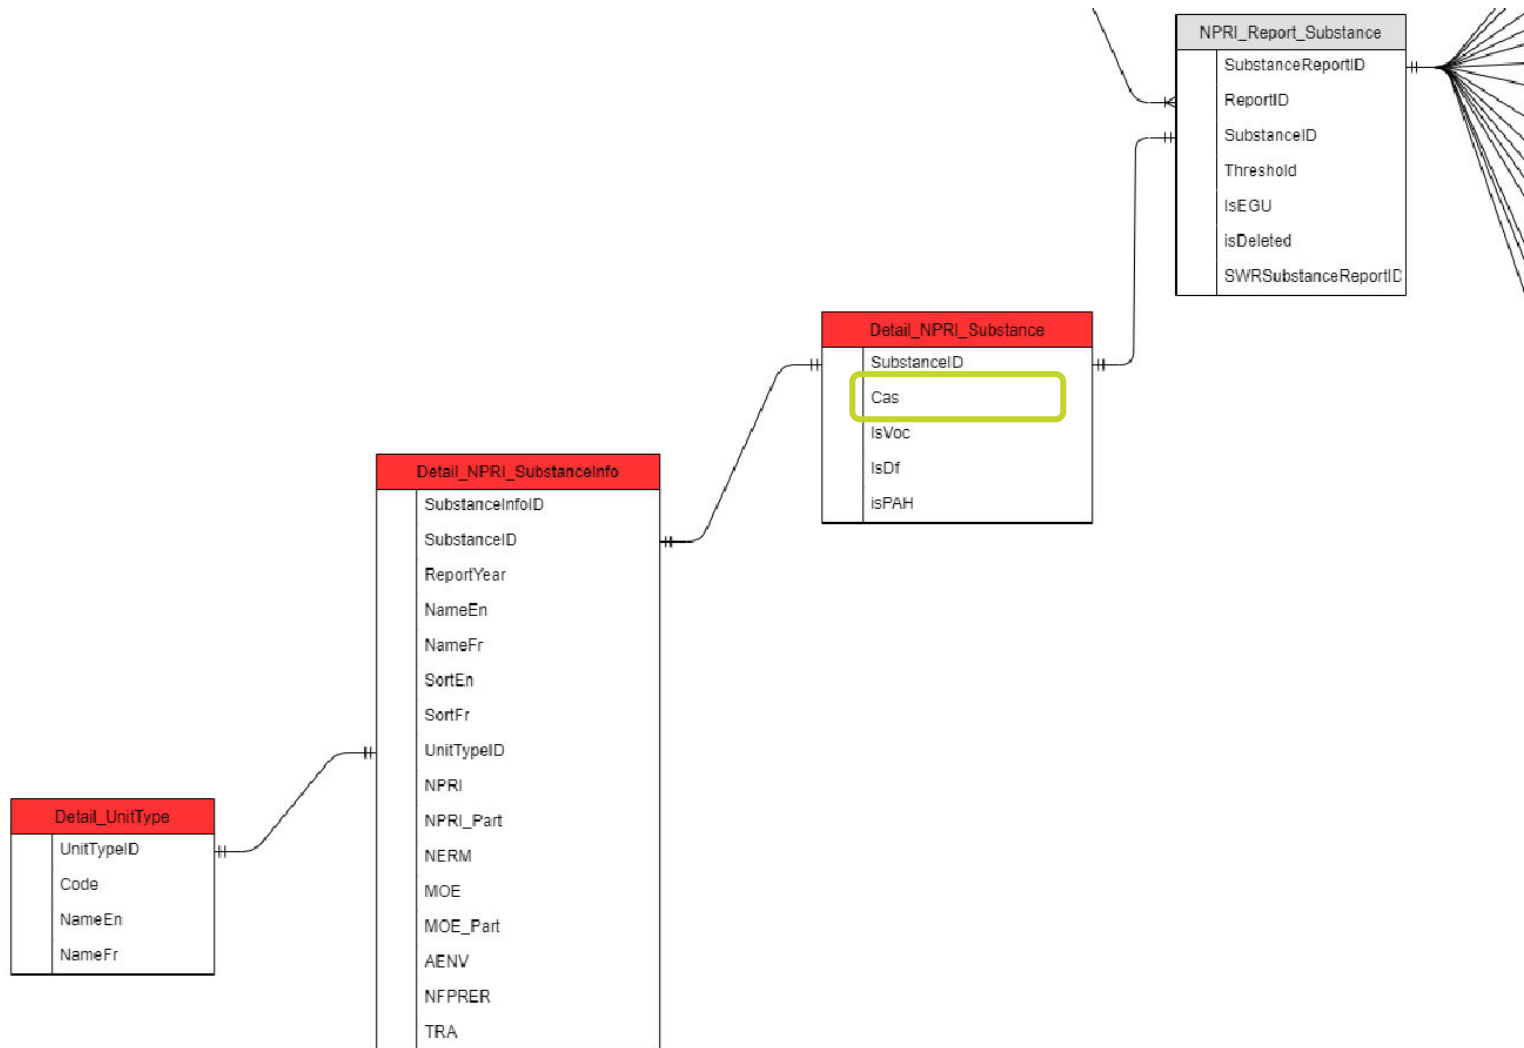 NPRI_Report_Substance
SubstanceReportID
ReportID
SubstanceID
Threshold
IsEGU
isDeleted
SWRSubstanceReportID
Detail_NPRI_Substance
SubstanceID
Cas
IsVoc
IsDf
isPAH
Detail_NPRI_SubstanceInfo
SubstanceInfoID
SubstanceID
ReportYear
NameEn
NameFr
SortEn
SortFr
UnitTypeID
NPRI
NPRI_Part
NERM
MOE
MOE_Part
AENV
NFPRER
TRA
Detail_UnitType
UnitTypeID
Code
NameEn
NameFr